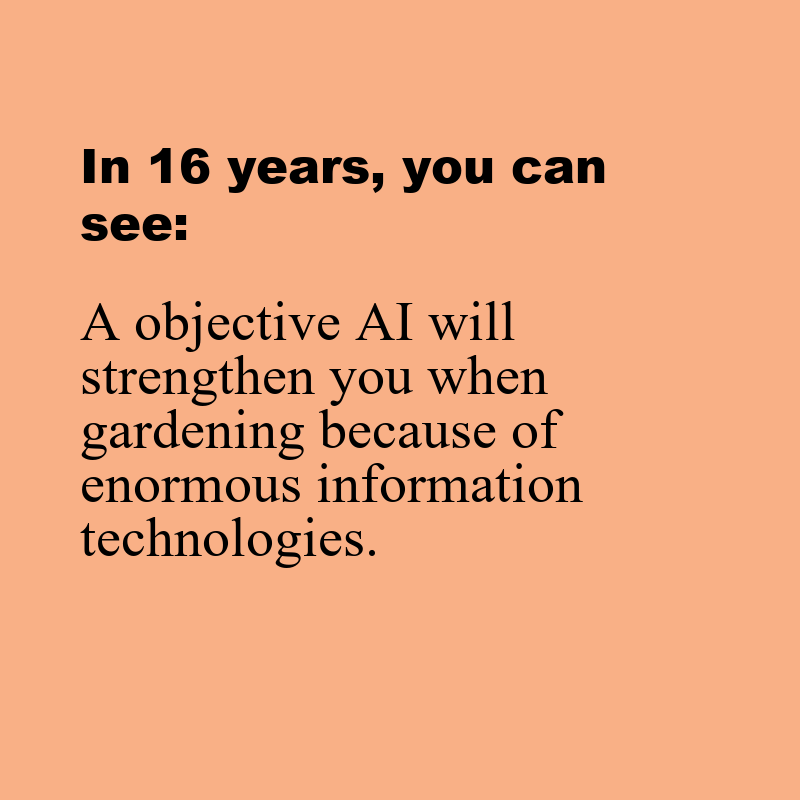 In 16 years, you can
see:
A objective AI will
strengthen you when
gardening because of
enormous information
technologies.